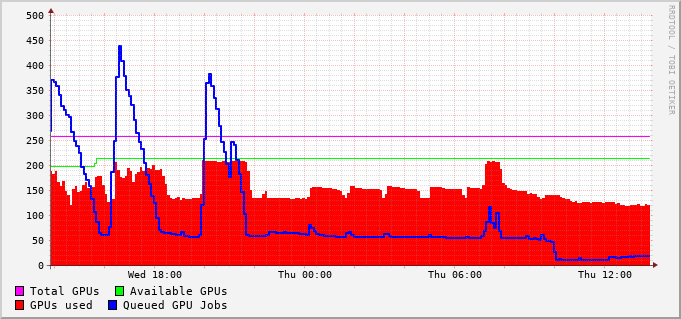 500
450
400
350
300
250
200
150
100
50
0
Wed 18:00 Thu 00:00 Thu 06:00 Thu 12:00
Total GPUs Available GPUs
GPUs used Queued GPU Jobs
RRDTOOL / TOBI OETIKER